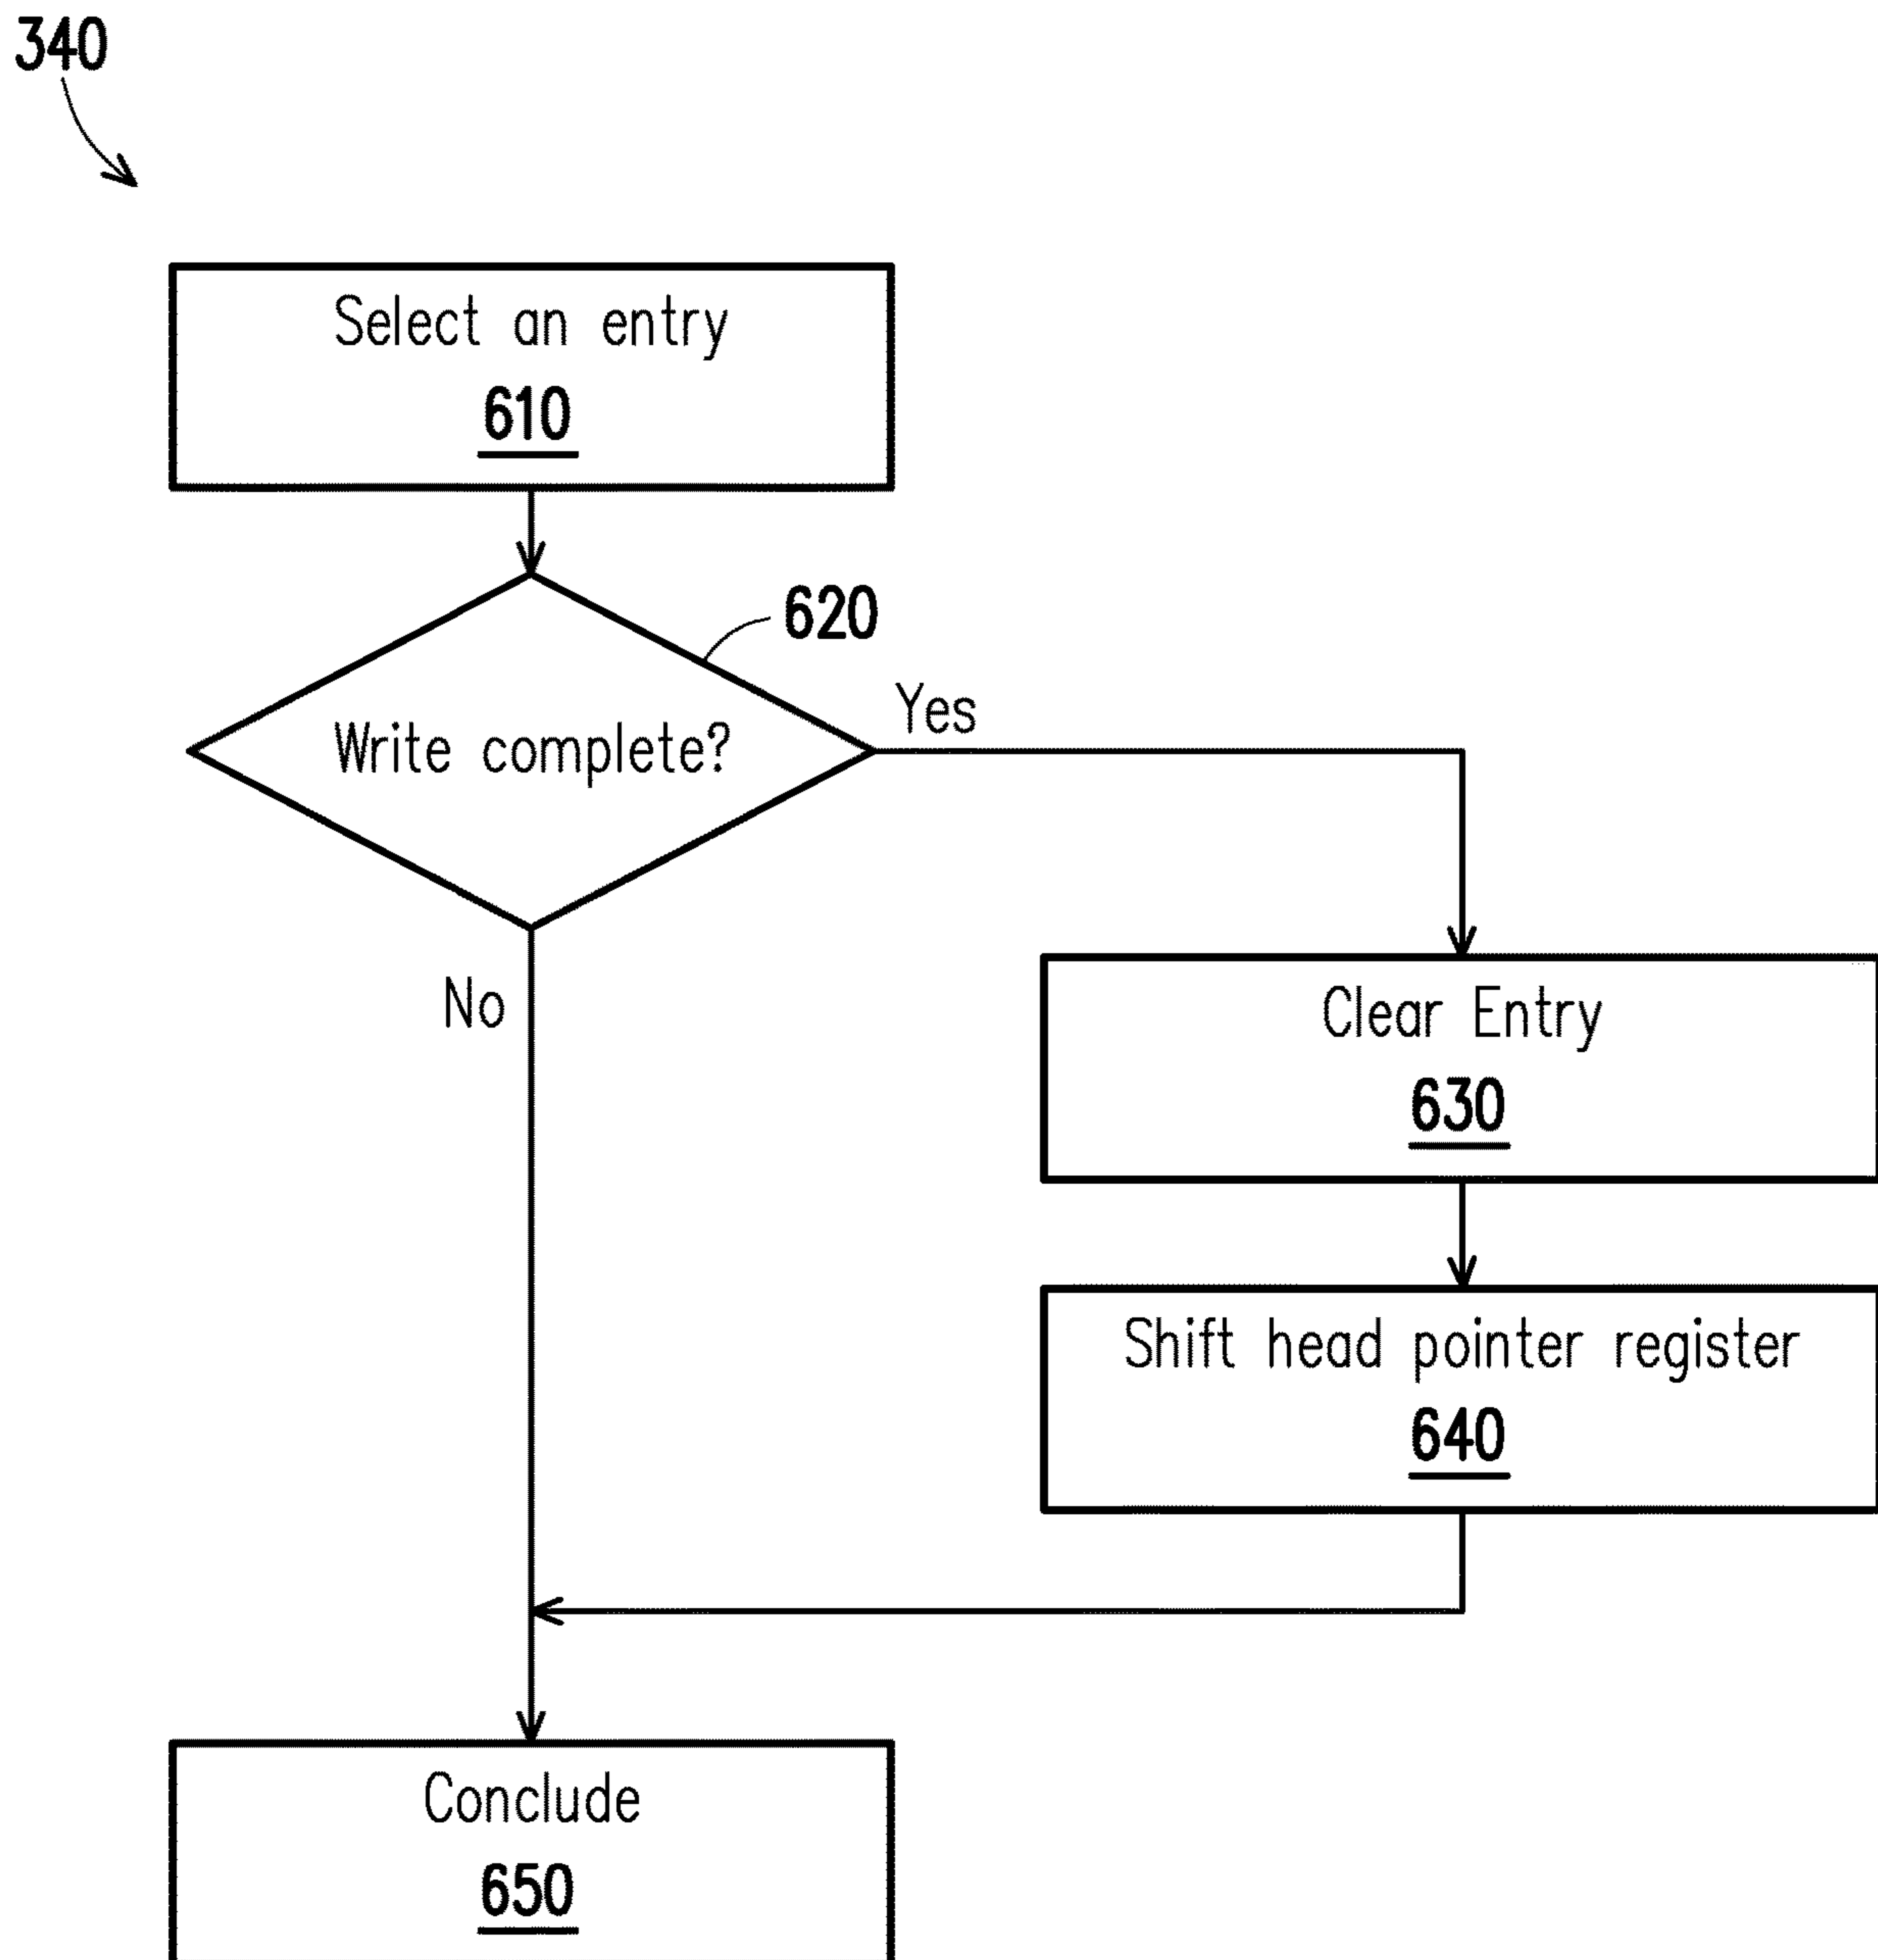 340
Select an entry
610
620
Write complete?
Yes
No
Clear Entry
630
Shift head pointer register
640
Conclude
650